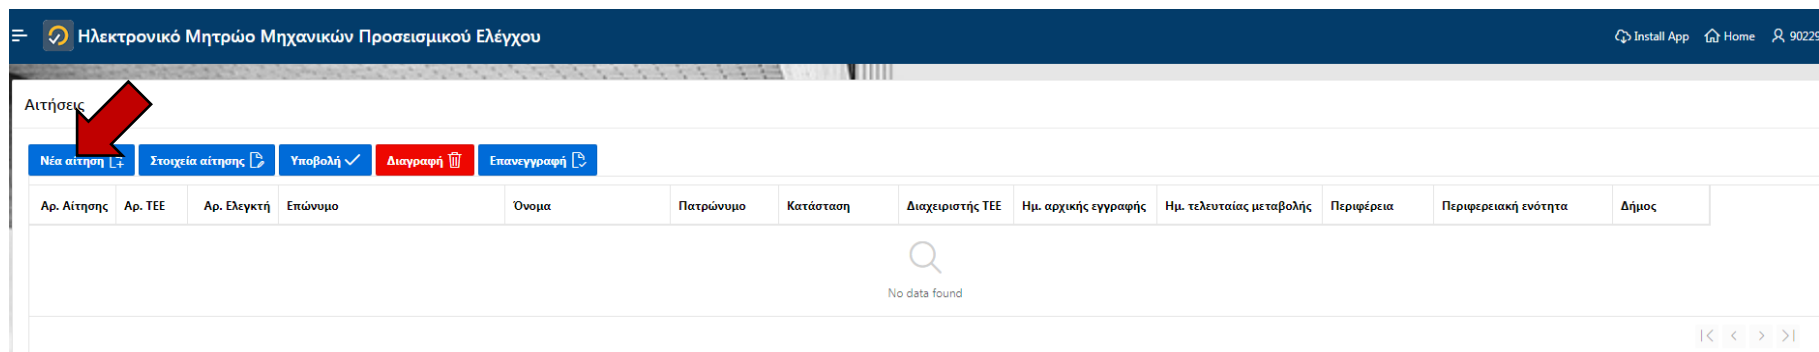 Ηλεκτρονικό Μητρώο Μηχανικών Προσεισμικού Ελέγχου
Install App Home 90229
Αιτήσεις
Νέα αίτηση Στοιχεία αίτησης Υποβολή Διαγραφή Επανεγγραφή
Αρ. Αίτησης Αρ. ΤΕΕ Αρ. Ελεγκτή Επώνυμο Όνομα Πατρώνυμο Κατάσταση Διαχειριστής ΤΕΕ Ημ. αρχικής εγγραφής Ημ. τελευταίας μεταβολής Περιφέρεια Περιφερειακή ενότητα Δήμος
No data found